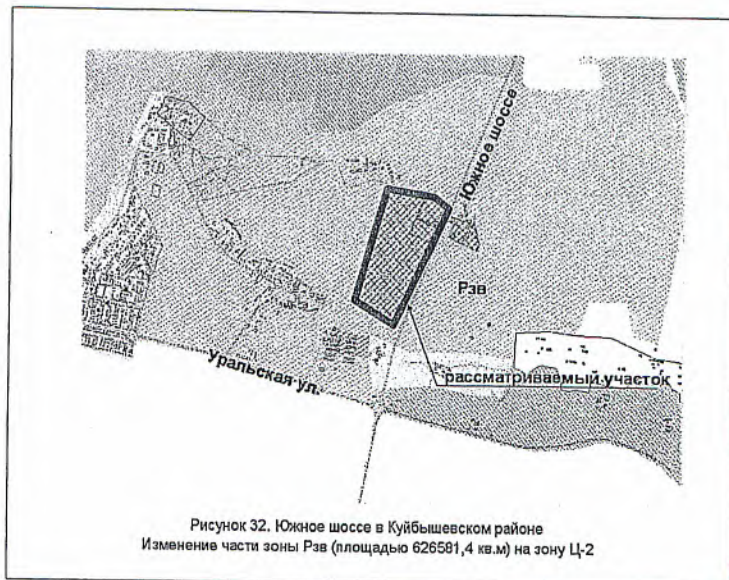 Южное шоссе
Рзв
Уральская ул.
рассматриваемый участок
Рисунок 32. Южное шоссе в Куйбышевском районе
Изменение части зоны Рзв (площадью 626581,4 кв.м) на зону Ц-2